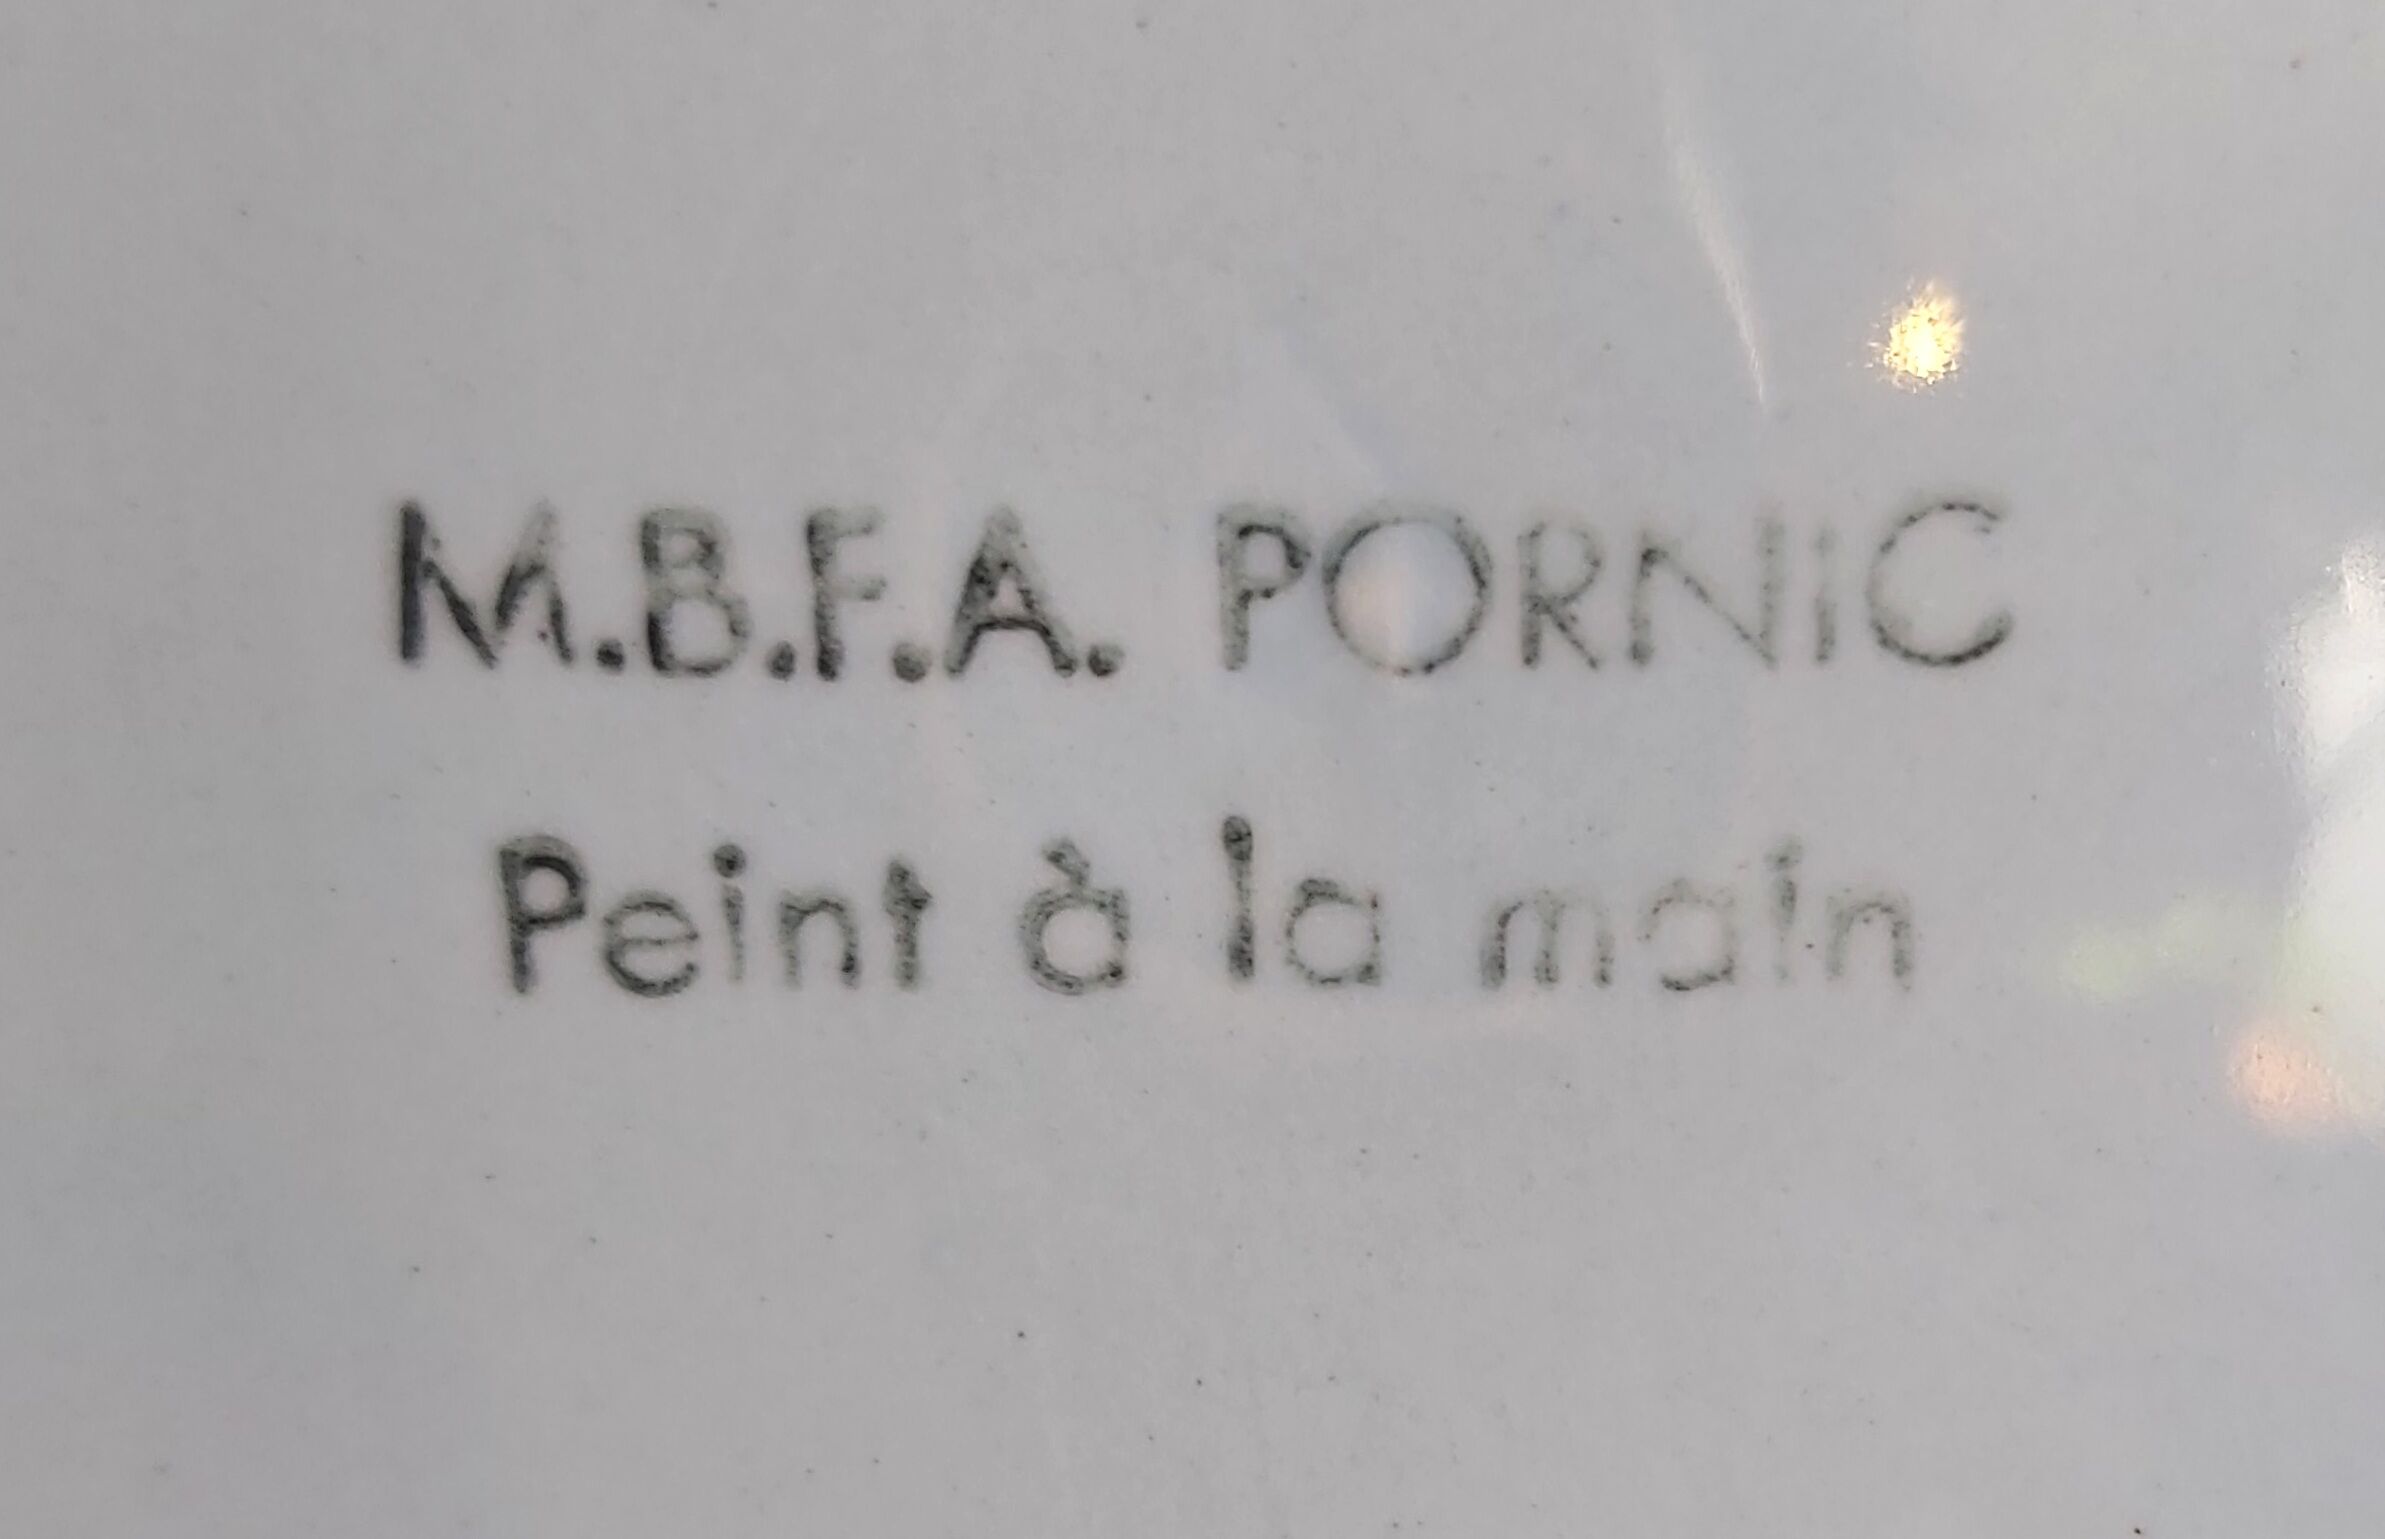 M.B.F.A. PORNiC
Peint à la main